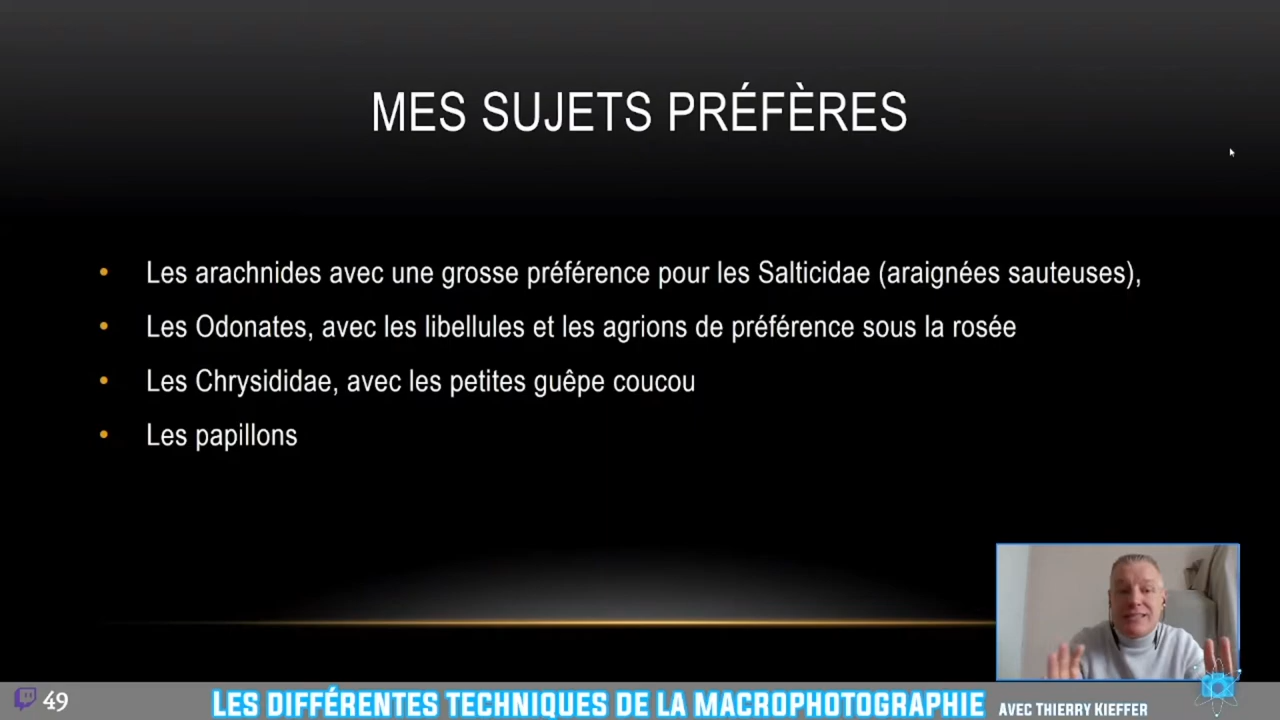 MES SUJETS PRÉFÈRES
• Les arachnides avec une grosse préférence pour les Salticidae (araignées sauteuses),
• Les Odonates, avec les libellules et les agrions de préférence sous la rosée
• Les Chrysididae, avec les petites guêpe coucou
• Les papillons
49 LES DIFFÉRENTES TECHNIQUES DE LA MACROPHOTOGRAPHIE AVEC THIERRY KIEFFER